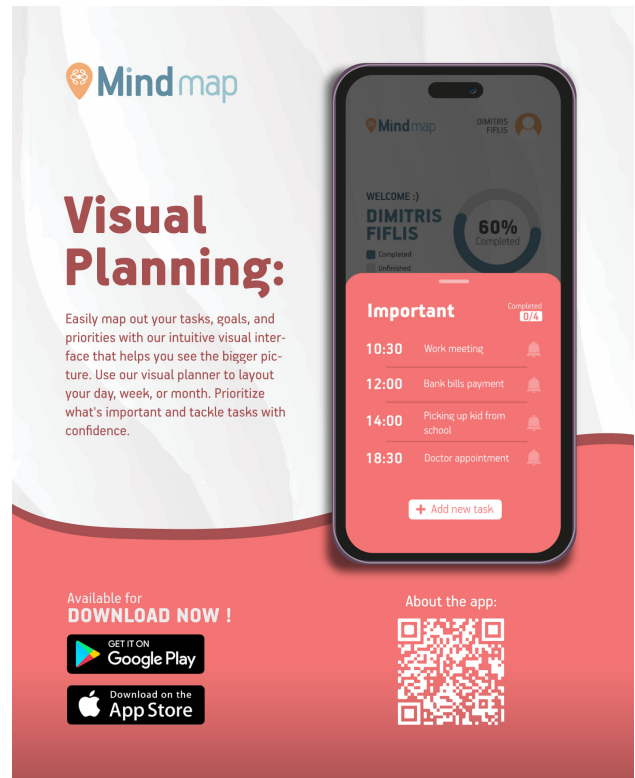 Mind map
Visual
Planning:
Easily map out your tasks, goals, and
priorities with our intuitive visual inter-
face that helps you see the bigger pic-
ture. Use our visual planner to layout
your day, week, or month. Prioritize
what's important and tackle tasks with
confidence.
Mind map
DIMITRIS
FIFLIS
WELCOME :)
DIMITRIS
FIFLIS
Completed
Unfinished
60%
Completed
Important
Completed
0/4
10:30 Work meeting
12:00 Bank bills payment
14:00 Picking up kid from
school
18:30 Doctor appointment
+ Add new task
Available for
DOWNLOAD NOW !
GET IT ON
Google Play
Download on the
App Store
About the app: